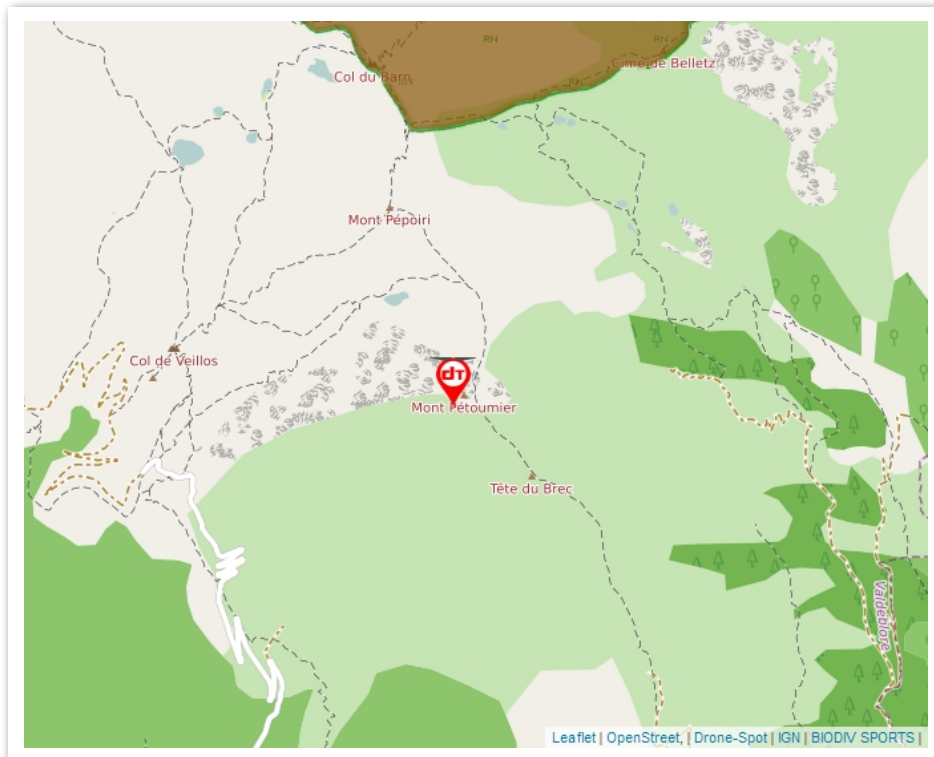 RN
Cime de Belletz
Col du Barn
RN
RN
Mont Pépoiri
Col de Veillos
dT
Mont Pétoumier
Tête du Brec
Valdeblore
Leaflet | OpenStreet, | Drone-Spot | IGN | BIODIV SPORTS |